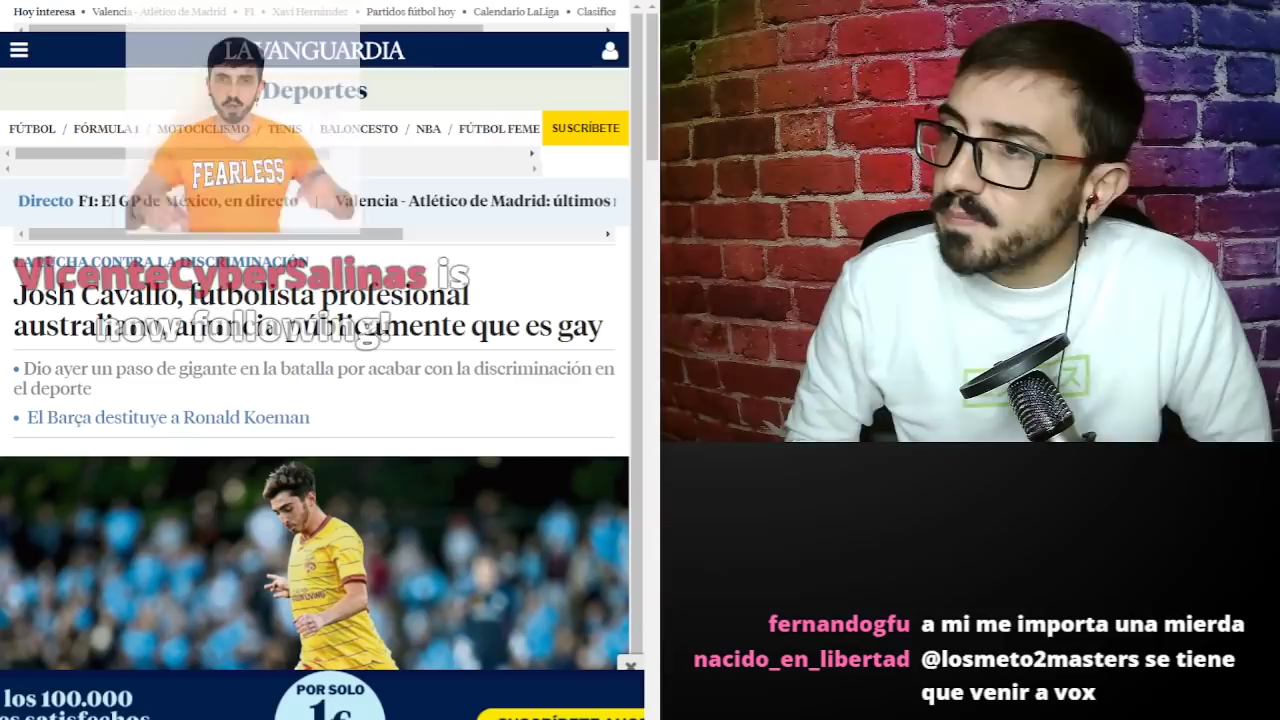 Hoy interesa • Valencia - Atlético de Madrid • F1 • Xavi Hernández • Partidos fútbol hoy • Calendario LaLiga • Clasific
LA VANGUARDIA
Deportes
FÚTBOL / FÓRMULA 1 / MOTOCICLISMO / TENIS / BALONCESTO / NBA / FÚTBOL FEME
SUSCRÍBETE
FEARLESS
Directo F1: El GP de México, en directo | Valencia - Atlético de Madrid: últimos
LA LUCHA CONTRA LA DISCRIMINACIÓN
VicenteCyberSalinas is
now following!
Josh Cavallo, futbolista profesional
australiano, anuncia públicamente que es gay
• Dio ayer un paso de gigante en la batalla por acabar con la discriminación en
el deporte
• El Barça destituye a Ronald Koeman
los 100.000
POR SOLO
1€
fernandogfu a mi me importa una mierda
nacido_en_libertad @losmeto2masters se tiene
que venir a vox